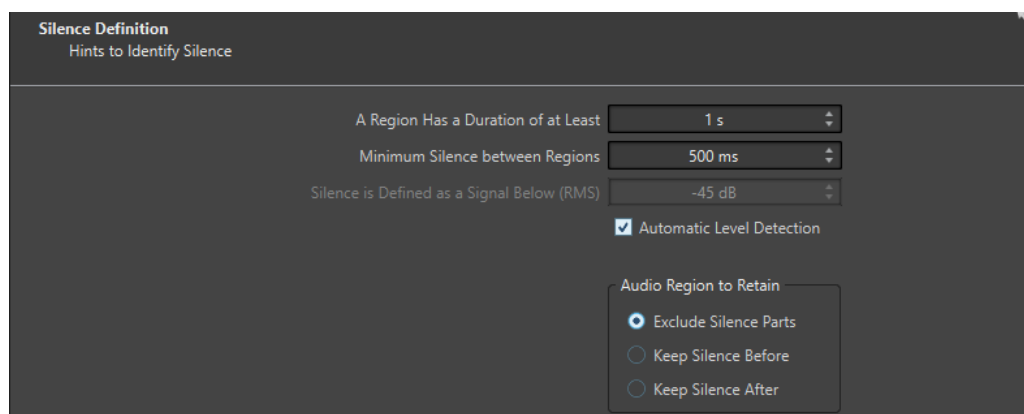 Silence Definition
Hints to Identify Silence
A Region Has a Duration of at Least 1 s
Minimum Silence between Regions 500 ms
Silence is Defined as a Signal Below (RMS) -45 dB
Automatic Level Detection
Audio Region to Retain
Exclude Silence Parts
Keep Silence Before
Keep Silence After